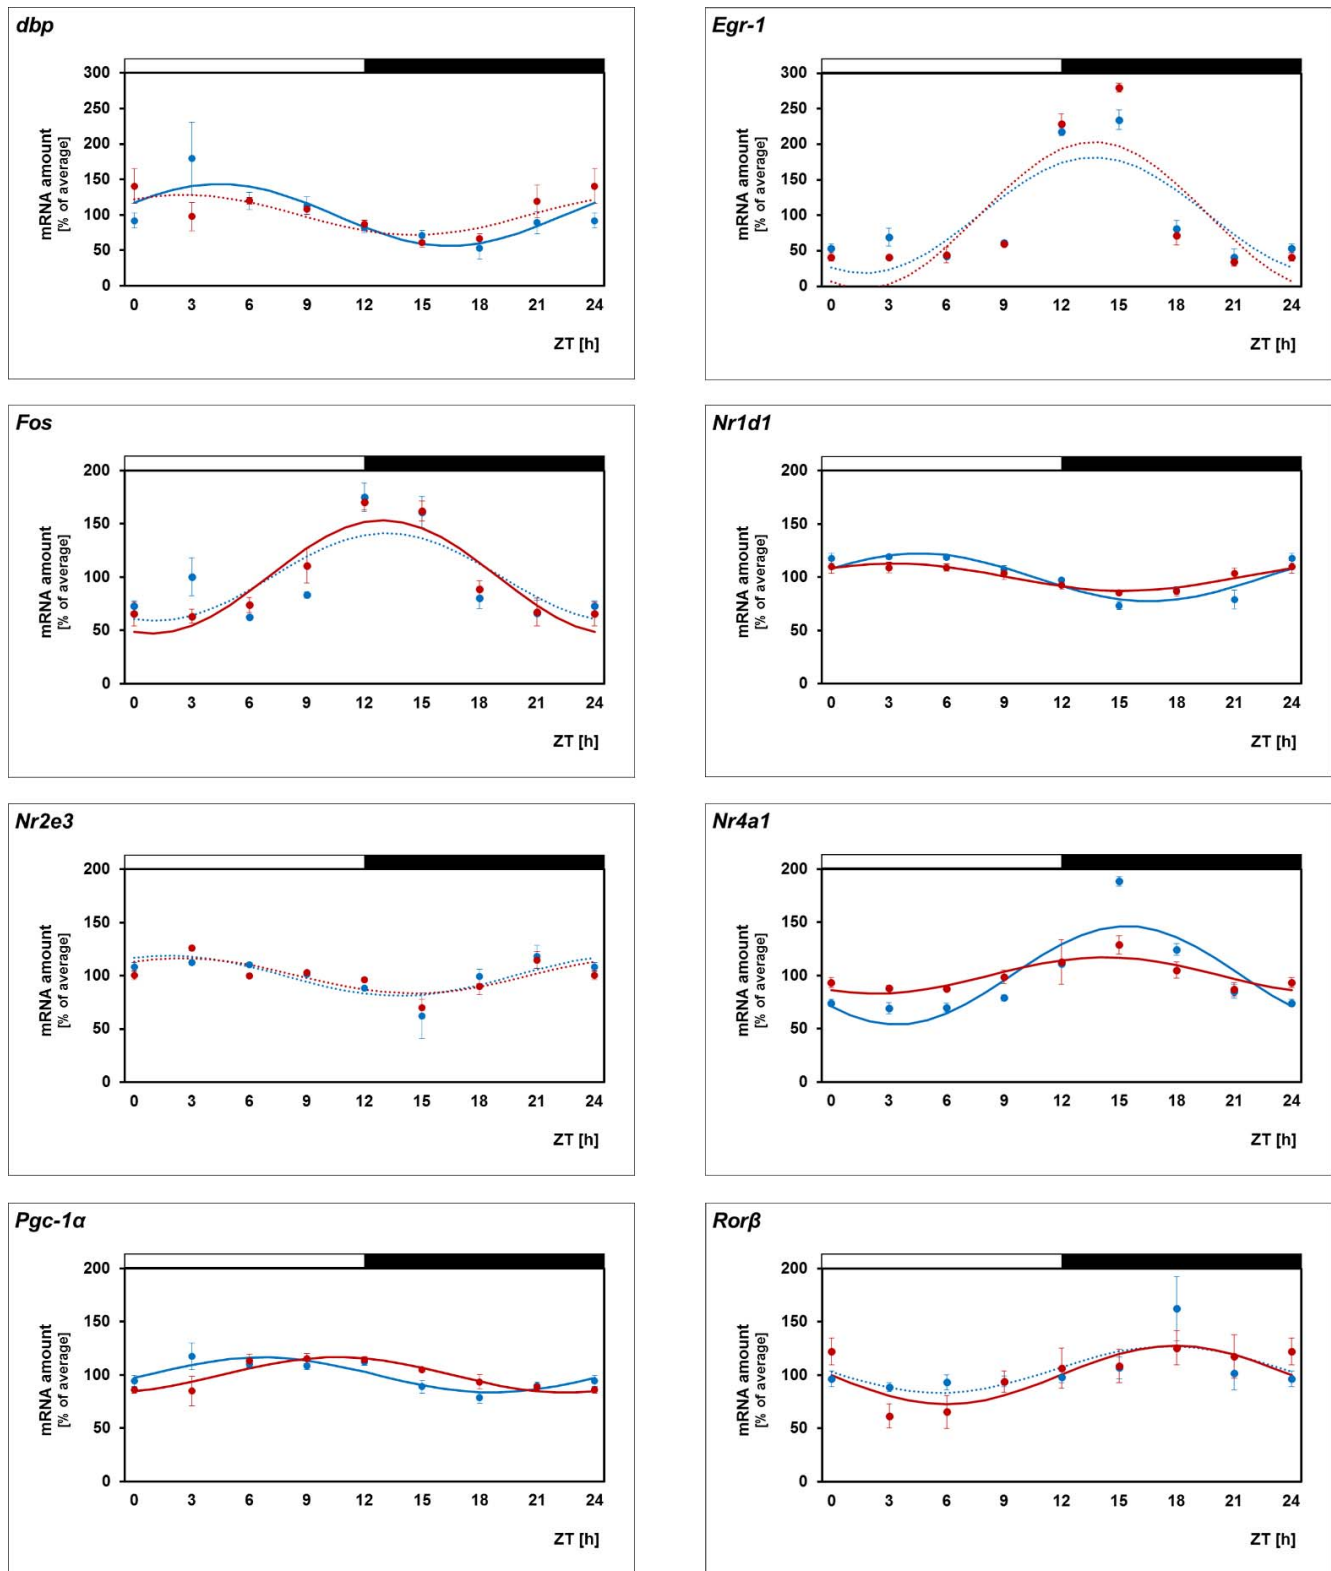 dbp
mRNA amount
[% of average]
300
250
200
150
100
50
0
0 3 6 9 12 15 18 21 24
ZT [h]
Egr-1
mRNA amount
[% of average]
300
250
200
150
100
50
0
0 3 6 9 12 15 18 21 24
ZT [h]
Fos
mRNA amount
[% of average]
200
150
100
50
0
0 3 6 9 12 15 18 21 24
ZT [h]
Nr1d1
mRNA amount
[% of average]
200
150
100
50
0
0 3 6 9 12 15 18 21 24
ZT [h]
Nr2e3
mRNA amount
[% of average]
200
150
100
50
0
0 3 6 9 12 15 18 21 24
ZT [h]
Nr4a1
mRNA amount
[% of average]
200
150
100
50
0
0 3 6 9 12 15 18 21 24
ZT [h]
Pgc-1α
mRNA amount
[% of average]
200
150
100
50
0
0 3 6 9 12 15 18 21 24
ZT [h]
Rorβ
mRNA amount
[% of average]
200
150
100
50
0
0 3 6 9 12 15 18 21 24
ZT [h]